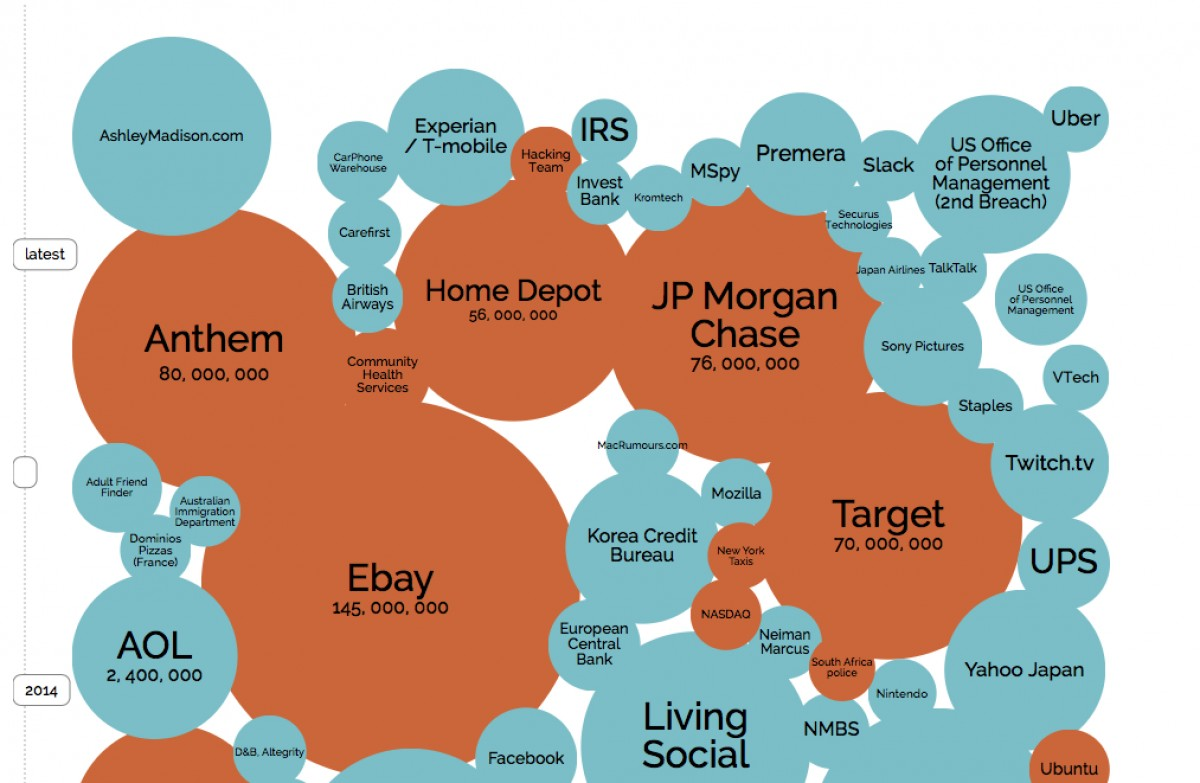 AshleyMadison.com
Experian
/ T-mobile
CarPhone
Warehouse
Hacking
Team
IRS
Invest
Bank
Kromtech
MSpy
Premera
Slack
US Office
of Personnel
Management
(2nd Breach)
Uber
Carefirst
Securus
Technologies
latest
British
Airways
Japan Airlines
TalkTalk
Home Depot
56, 000, 000
JP Morgan
Chase
76, 000, 000
US Office
of Personnel
Management
Anthem
80, 000, 000
Sony Pictures
Community
Health
Services
VTech
Staples
MacRumours.com
Twitch.tv
Adult Friend
Finder
Mozilla
Australian
Immigration
Department
Target
70, 000, 000
Korea Credit
Bureau
Dominios
Pizzas
(France)
New York
Taxis
UPS
Ebay
145, 000, 000
NASDAQ
European
Central
Bank
Neiman
Marcus
AOL
2, 400, 000
South Africa
police
Yahoo Japan
2014
Nintendo
Living
Social
NMBS
D&B, Altegrity
Facebook
Ubuntu